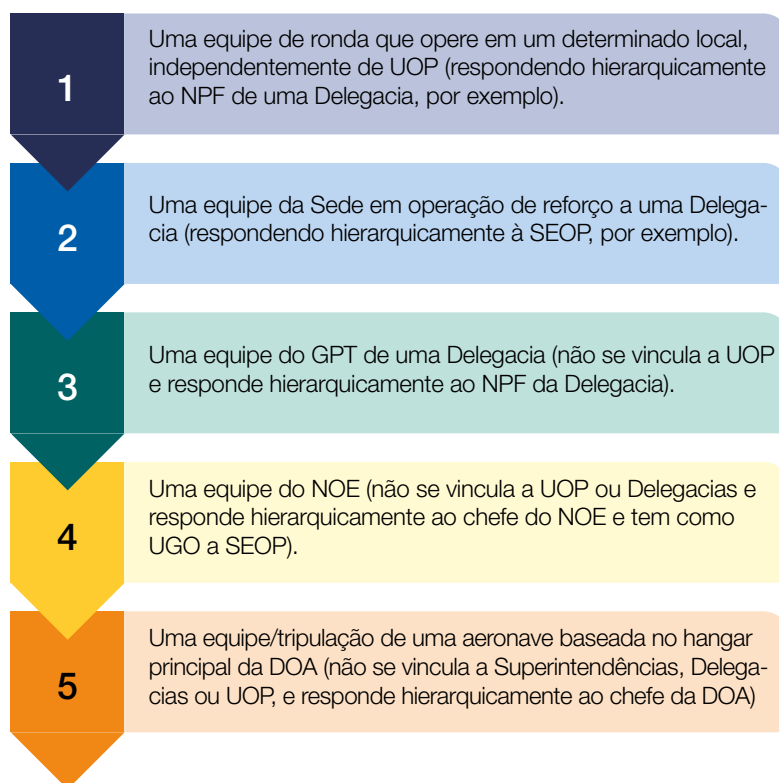 1
Uma equipe de ronda que opere em um determinado local,
independentemente de UOP (respondendo hierarquicamente
ao NPF de uma Delegacia, por exemplo).
2
Uma equipe da Sede em operação de reforço a uma Delega-
cia (respondendo hierarquicamente à SEOP, por exemplo).
3
Uma equipe do GPT de uma Delegacia (não se vincula a UOP
e responde hierarquicamente ao NPF da Delegacia).
4
Uma equipe do NOE (não se vincula a UOP ou Delegacias e
responde hierarquicamente ao chefe do NOE e tem como
UGO a SEOP).
5
Uma equipe/tripulação de uma aeronave baseada no hangar
principal da DOA (não se vincula a Superintendências, Delega-
cias ou UOP, e responde hierarquicamente ao chefe da DOA)